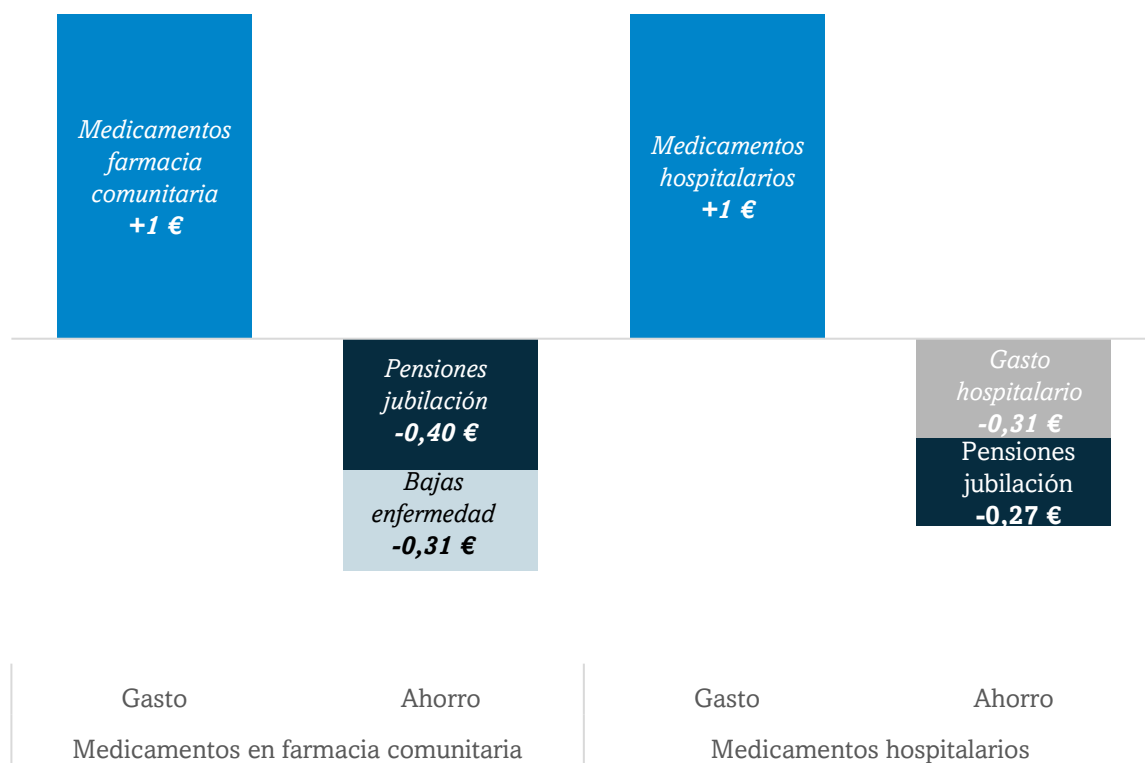 Medicamentos
farmacia
comunitaria
+1 €
Medicamentos
hospitalarios
+1 €
Pensiones
jubilación
-0,40 €
Bajas
enfermedad
-0,31 €
Gasto
hospitalario
-0,31 €
Pensiones
jubilación
-0,27 €
Gasto
Ahorro
Gasto
Ahorro
Medicamentos en farmacia comunitaria
Medicamentos hospitalarios